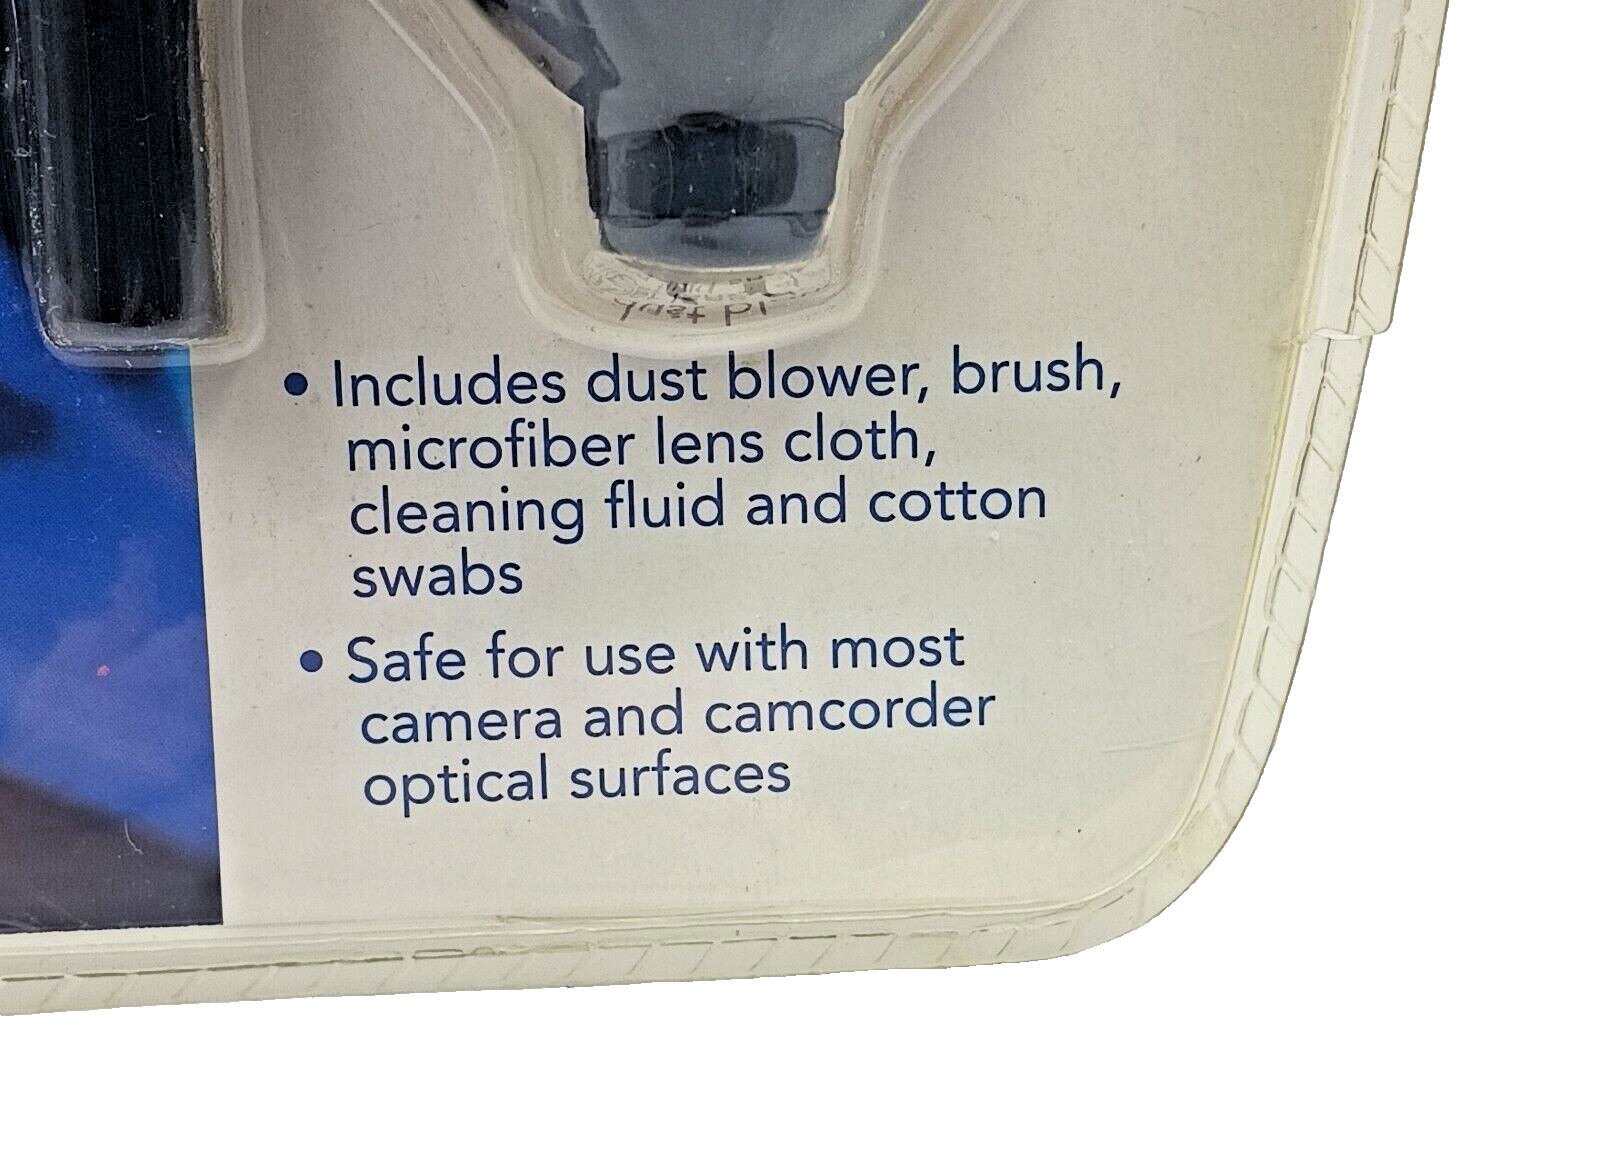 • Includes dust blower, brush,
microfiber lens cloth,
cleaning fluid and cotton
swabs
• Safe for use with most
camera and camcorder
optical surfaces